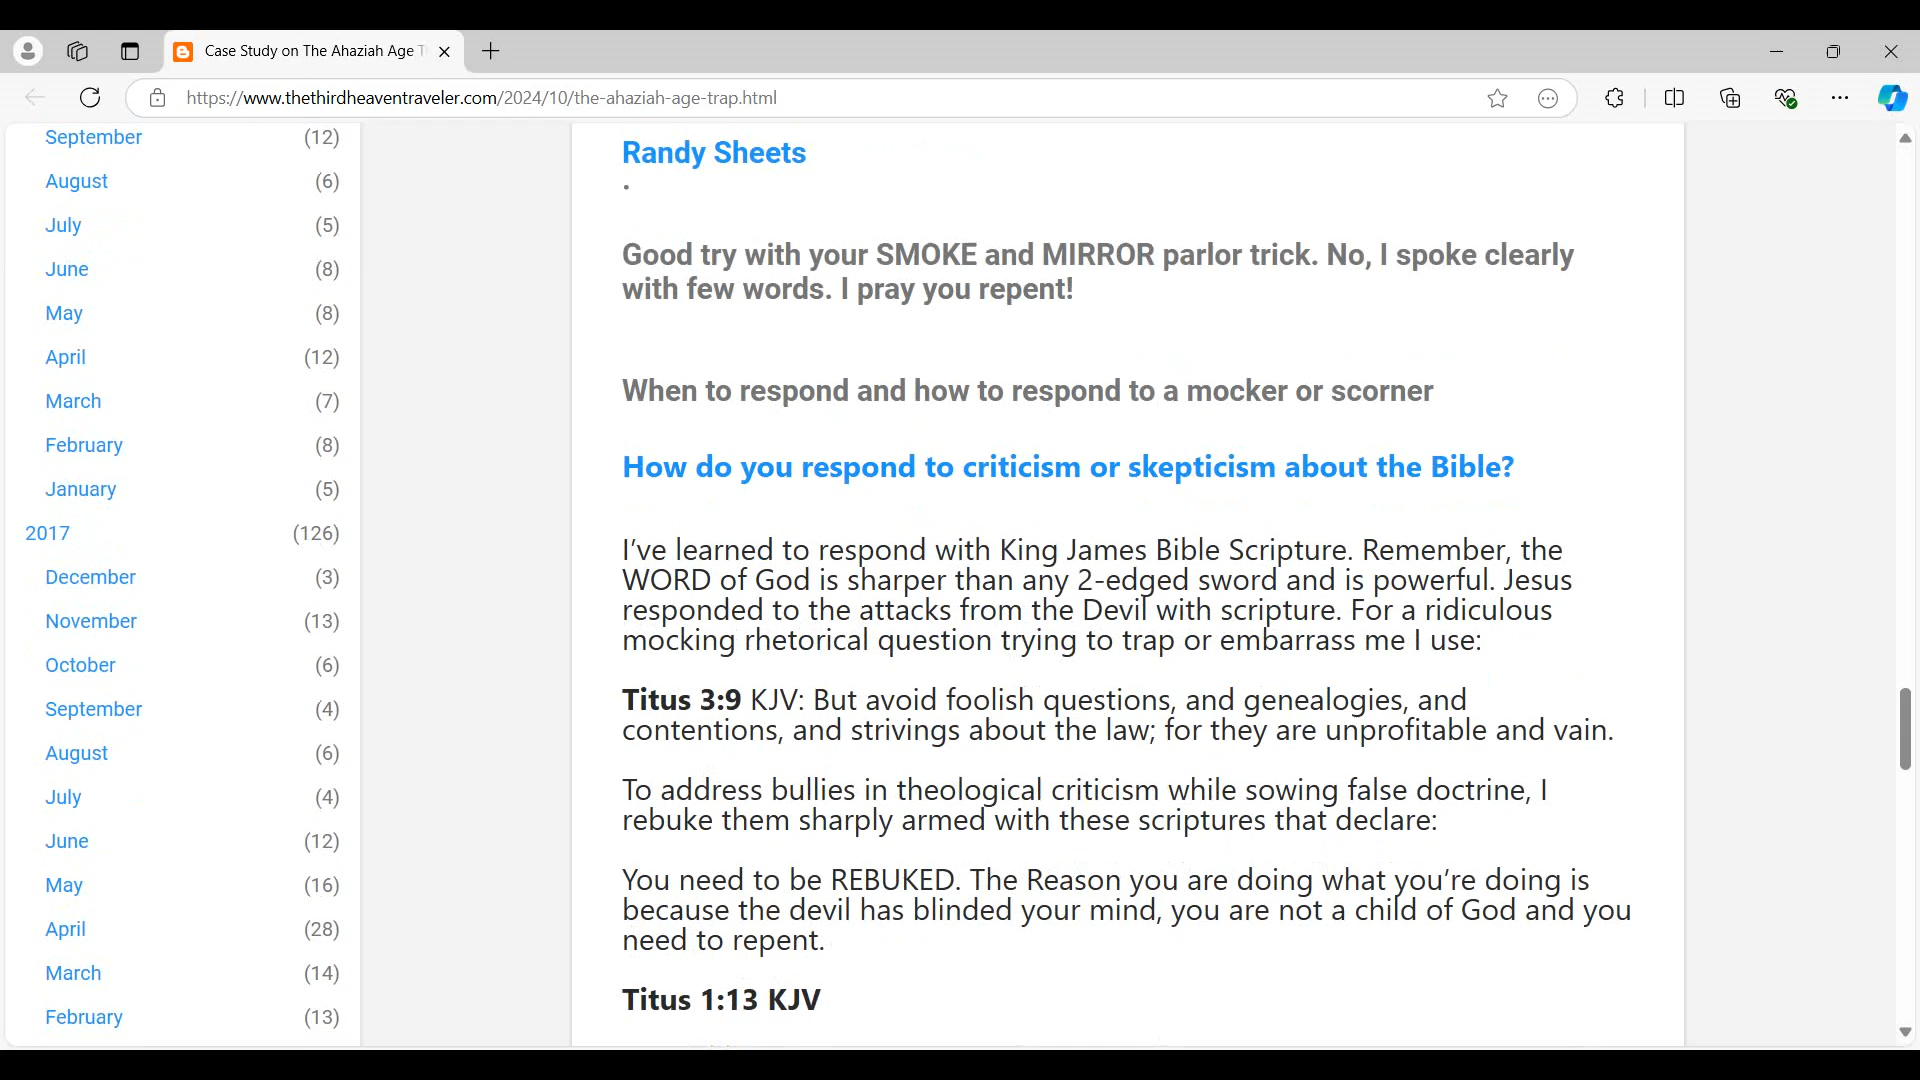 Case Study on The Ahaziah Age
https://www.thethirdheaventraveler.com/2024/10/the-ahaziah-age-trap.html
September (12)
August (6)
July (5)
June (8)
May (8)
April (12)
March (7)
February (8)
January (5)
2017 (126)
December (3)
November (13)
October (6)
September (4)
August (6)
July (4)
June (12)
May (16)
April (28)
March (14)
February (13)
Randy Sheets
·
Good try with your SMOKE and MIRROR parlor trick. No, I spoke clearly
with few words. I pray you repent!
When to respond and how to respond to a mocker or scorner
How do you respond to criticism or skepticism about the Bible?
I’ve learned to respond with King James Bible Scripture. Remember, the
WORD of God is sharper than any 2-edged sword and is powerful. Jesus
responded to the attacks from the Devil with scripture. For a ridiculous
mocking rhetorical question trying to trap or embarrass me I use:
Titus 3:9 KJV: But avoid foolish questions, and genealogies, and
contentions, and strivings about the law; for they are unprofitable and vain.
To address bullies in theological criticism while sowing false doctrine, I
rebuke them sharply armed with these scriptures that declare:
You need to be REBUKED. The Reason you are doing what you’re doing is
because the devil has blinded your mind, you are not a child of God and you
need to repent.
Titus 1:13 KJV